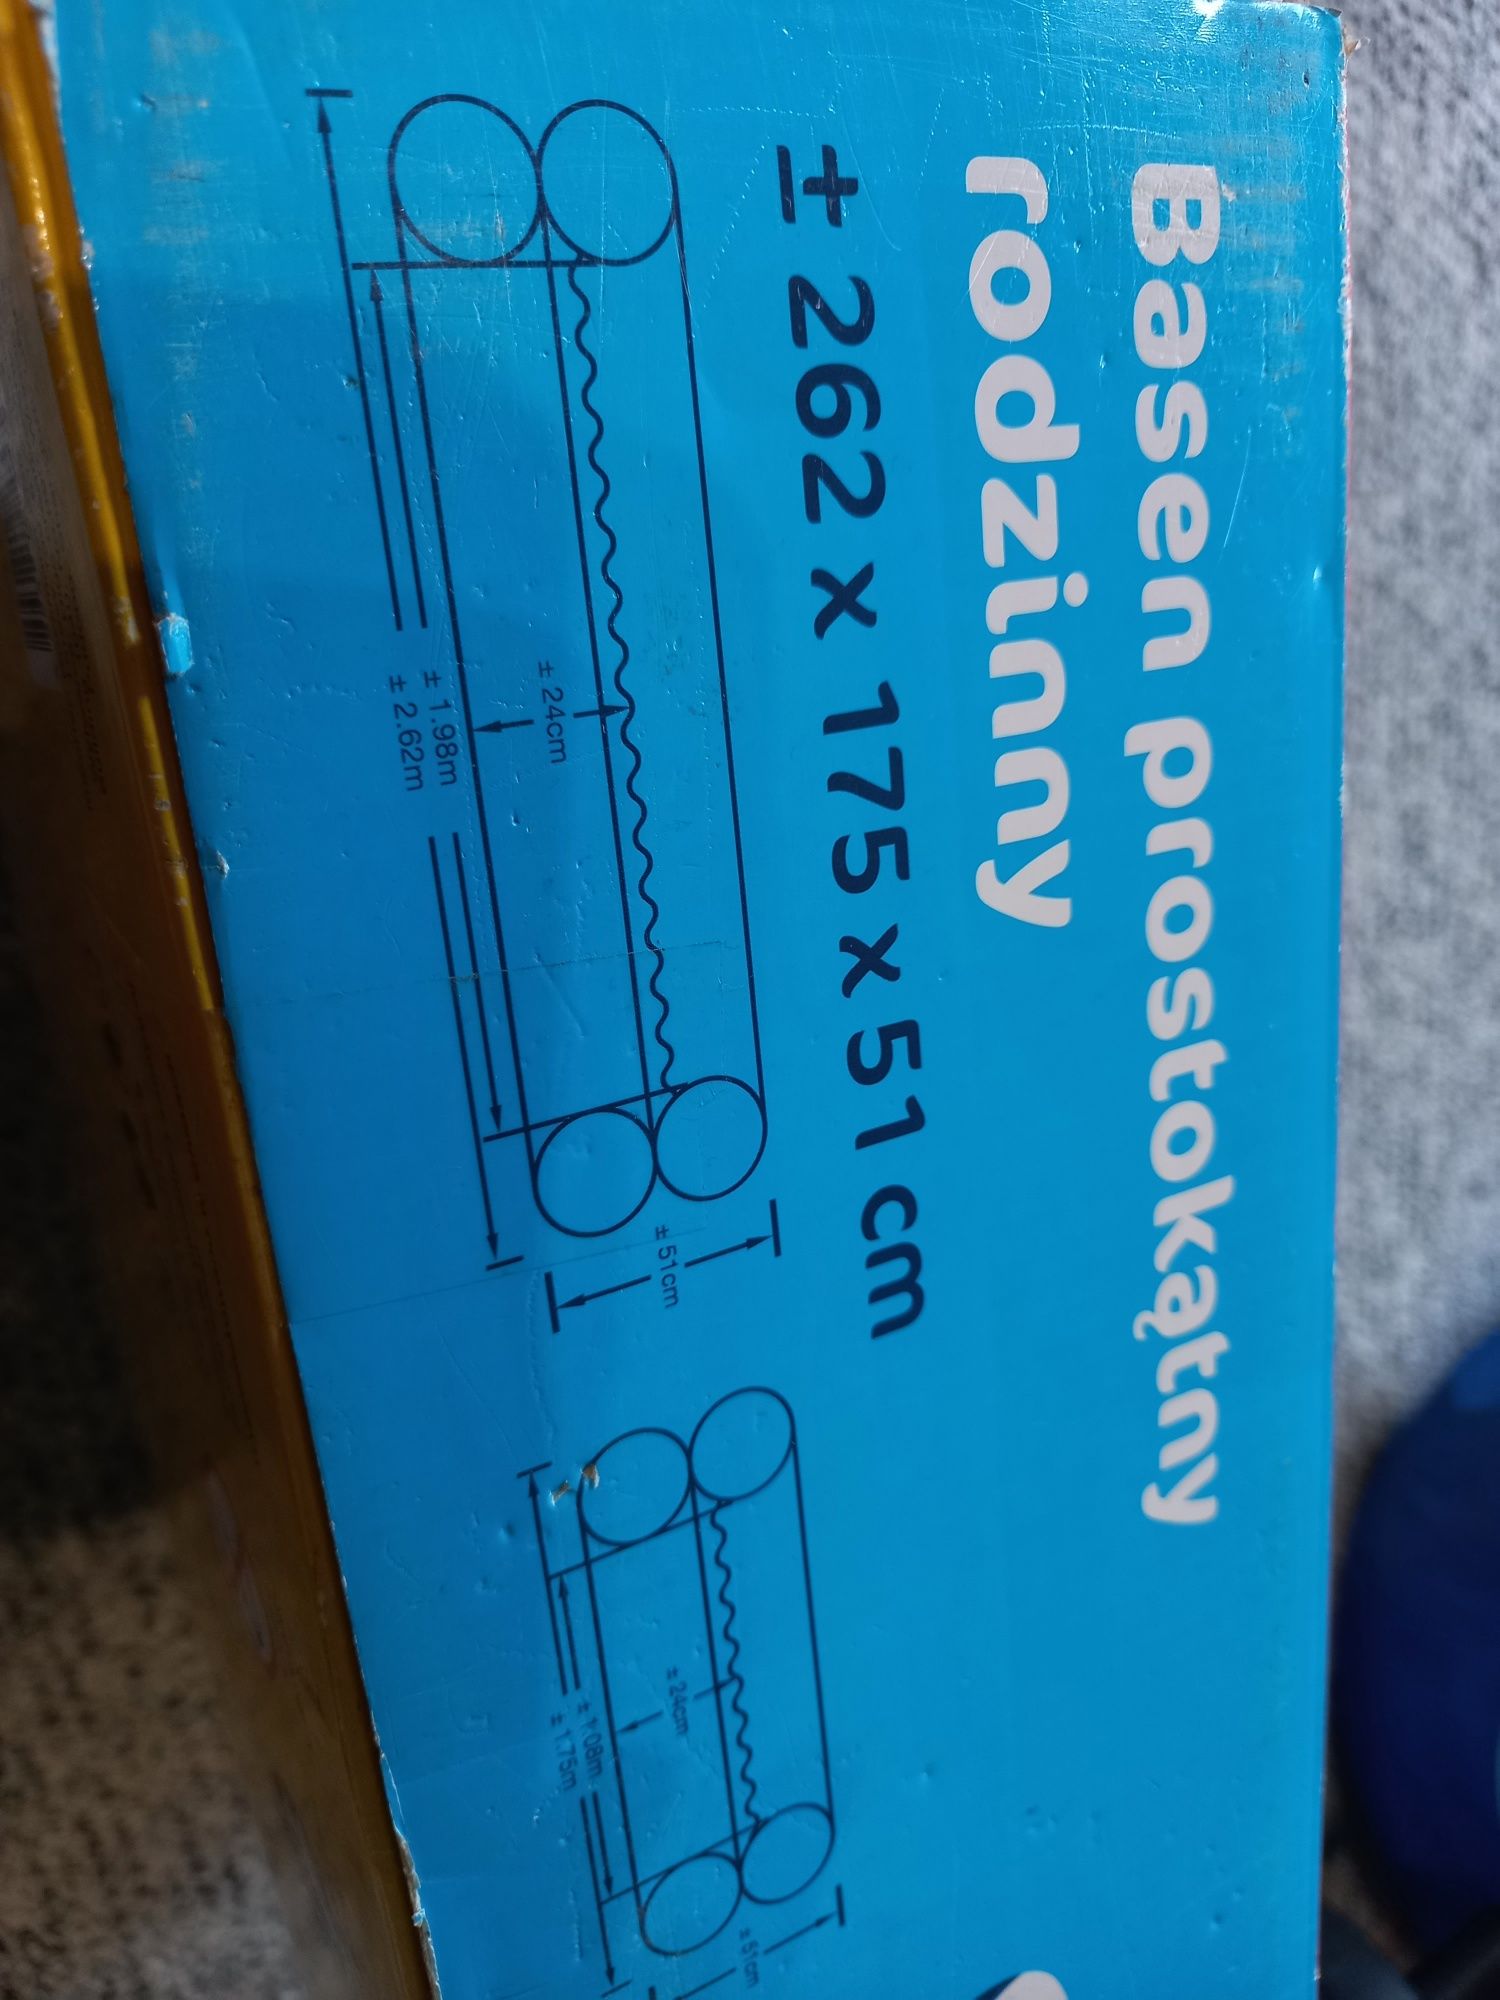 Basen prostokątny
rodzinny
± 262 x 175 x 51 cm
± 24cm
± 1.98m
± 2.62m
± 51cm
± 24cm
± 1.08m
± 1.75m
± 51cm